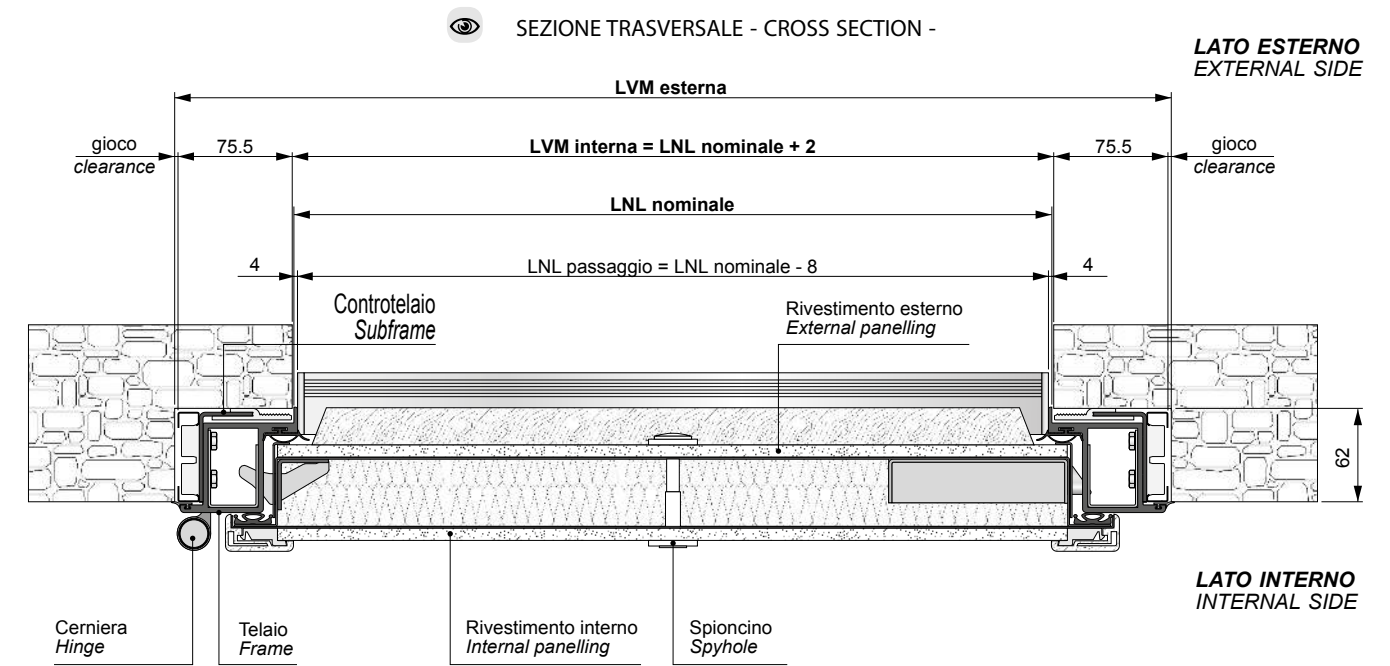 SEZIONE TRASVERSALE - CROSS SECTION -
LATO ESTERNO
EXTERNAL SIDE
LVM esterna
gioco
clearance
75.5
LVM interna = LNL nominale + 2
75.5
gioco
clearance
LNL nominale
4
LNL passaggio = LNL nominale - 8
4
Controtelaio
Subframe
Rivestimento esterno
External panelling
62
LATO INTERNO
INTERNAL SIDE
Cerniera
Hinge
Telaio
Frame
Rivestimento interno
Internal panelling
Spioncino
Spyhole